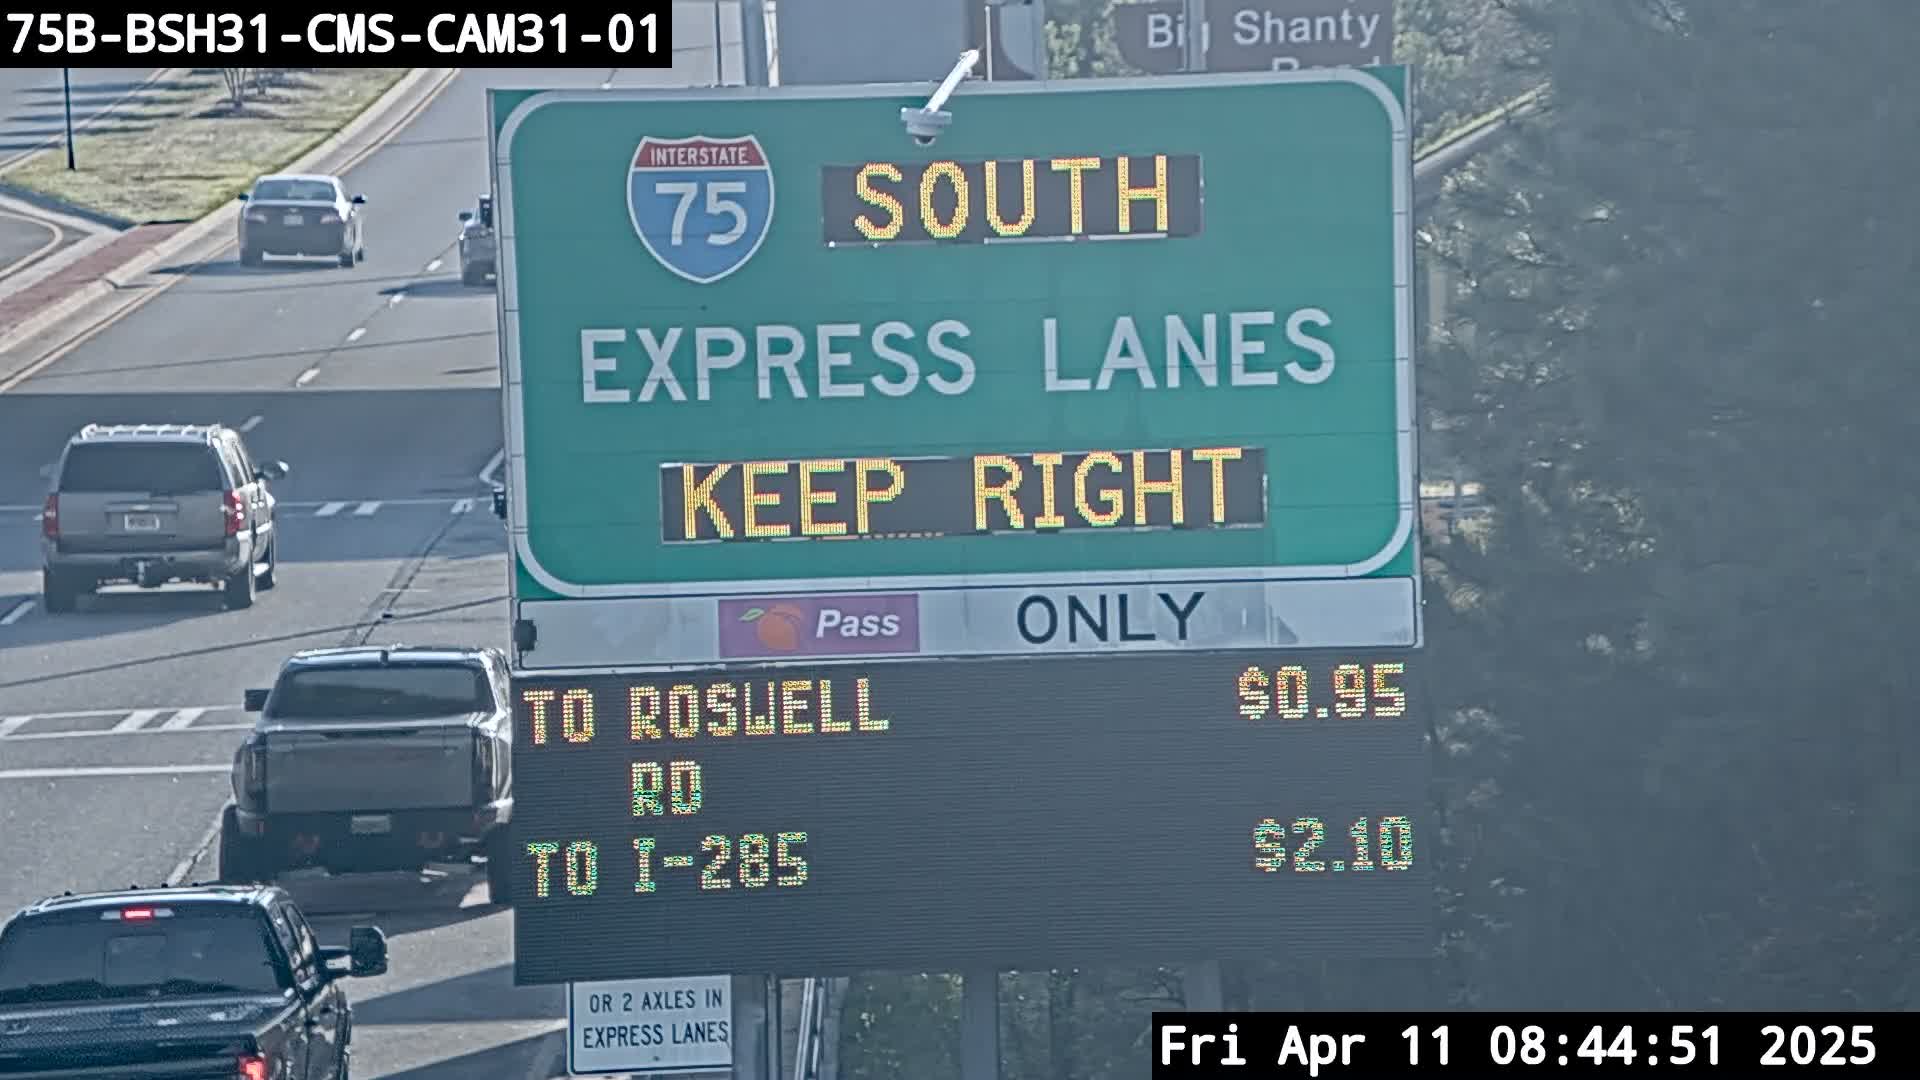 75B-BSH31-CMS-CAM31-01
Big Shanty
Road
INTERSTATE
75
SOUTH
EXPRESS LANES
KEEP RIGHT
Pass ONLY
TO ROSWELL $0.95
RD
TO I-285 $2.10
OR 2 AXLES IN
EXPRESS LANES
Fri Apr 11 08:44:51 2025